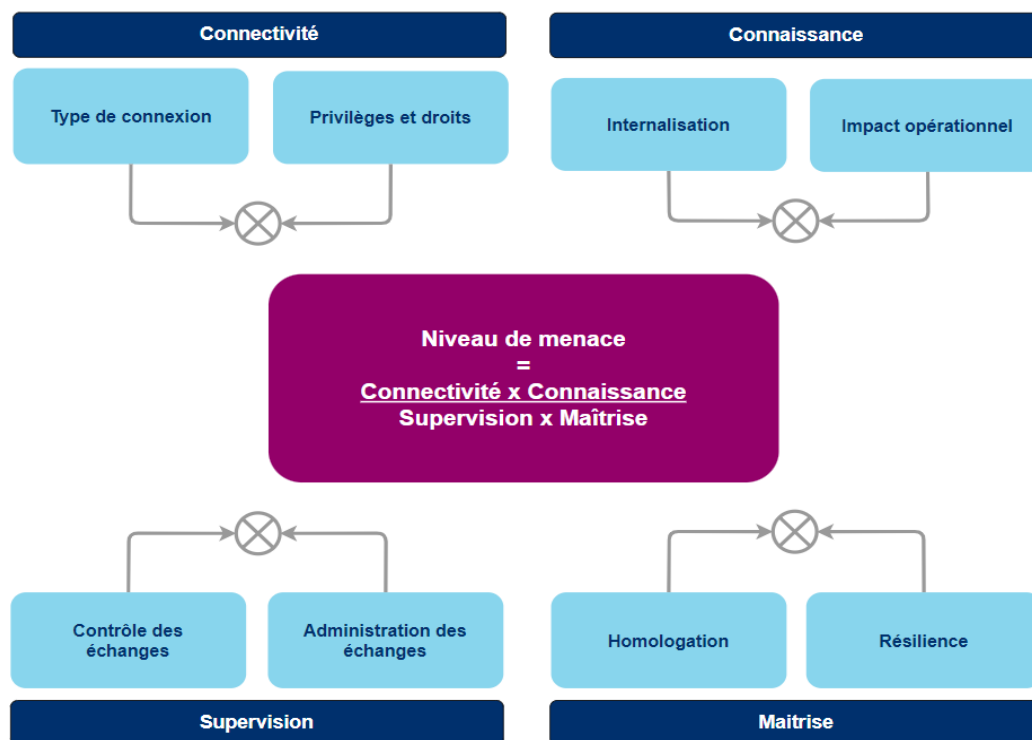 Connectivité
Connaissance
Type de connexion
Privilèges et droits
Internalisation
Impact opérationnel
Niveau de menace
=
Connectivité x Connaissance
Supervision x Maîtrise
Contrôle des
échanges
Administration des
échanges
Homologation
Résilience
Supervision
Maitrise